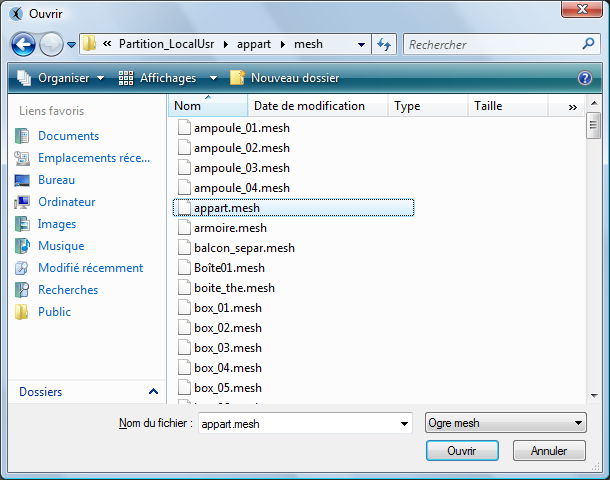 Ouvrir
« Partition_LocalUsr ▸ appart ▸ mesh
Rechercher
Organiser Affichages Nouveau dossier
Liens favoris
Documents
Emplacements réce...
Bureau
Ordinateur
Images
Musique
Modifié récemment
Recherches
Public
Dossiers
Nom Date de modification Type Taille »
ampoule_01.mesh
ampoule_02.mesh
ampoule_03.mesh
ampoule_04.mesh
appart.mesh
armoire.mesh
balcon_separ.mesh
Boîte01.mesh
boite_the.mesh
box_01.mesh
box_02.mesh
box_03.mesh
box_04.mesh
box_05.mesh
Nom du fichier : appart.mesh Ogre mesh
Ouvrir Annuler